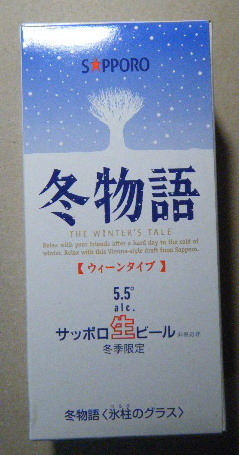 SAPPORO
冬物語
THE WINTER'S TALE
Relax with your friends after a hard day in the cold of
winter. Relax with this Vienna-style draft from Sapporo.
【ウィーンタイプ】
5.5°
alc.
サッポロ生ビール
冬季限定
冬物語〈氷柱のグラス〉